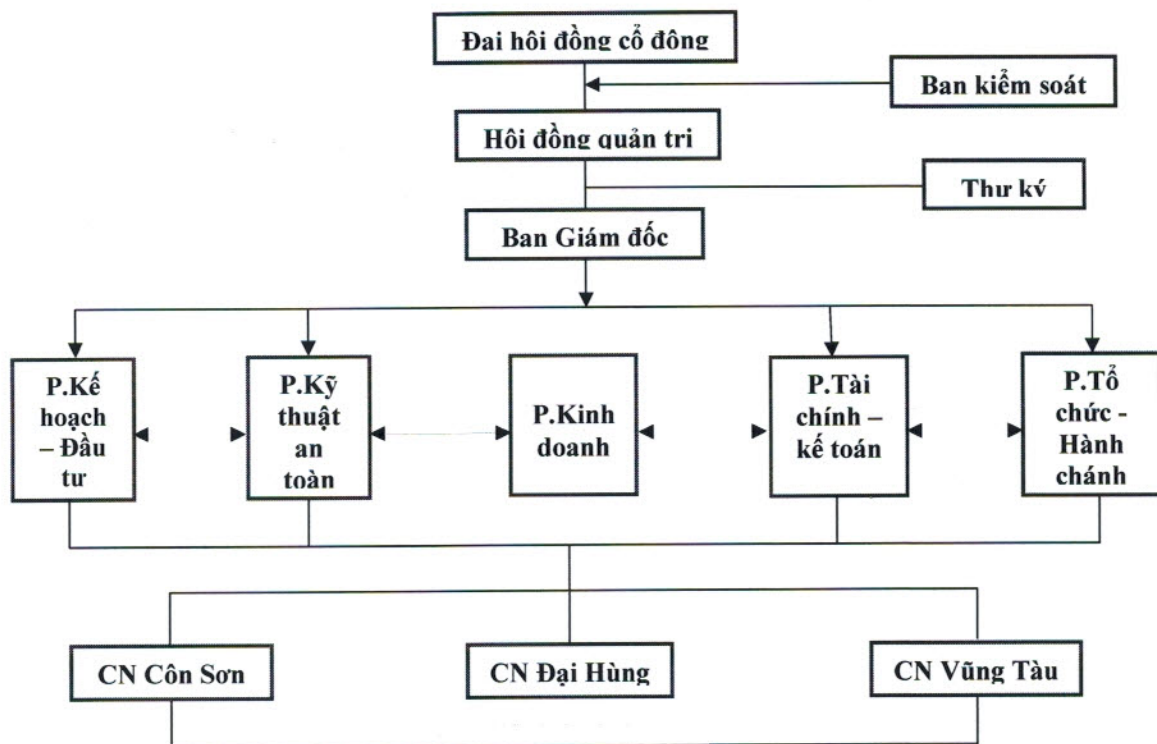 Đai hôi đồng cổ đông
Ban kiểm soát
Hôi đồng quản tri
Thư ký
Ban Giám đốc
P.Kế
hoạch
– Đầu
tư
P.Kỹ
thuật
an
toàn
P.Kinh
doanh
P.Tài
chính –
kế toán
P.Tổ
chức -
Hành
chánh
CN Côn Sơn
CN Đại Hùng
CN Vũng Tàu